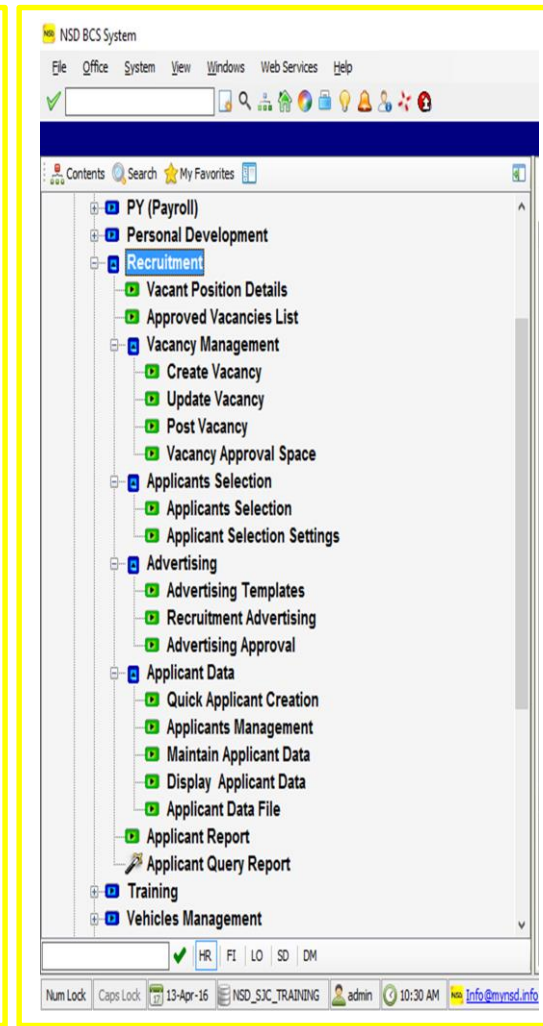 NSD NSD BCS System
File Office System View Windows Web Services Help
Contents Search My Favorites
PY (Payroll)
Personal Development
Recruitment
Vacant Position Details
Approved Vacancies List
Vacancy Management
Create Vacancy
Update Vacancy
Post Vacancy
Vacancy Approval Space
Applicants Selection
Applicants Selection
Applicant Selection Settings
Advertising
Advertising Templates
Recruitment Advertising
Advertising Approval
Applicant Data
Quick Applicant Creation
Applicants Management
Maintain Applicant Data
Display Applicant Data
Applicant Data File
Applicant Report
Applicant Query Report
Training
Vehicles Management
HR FI LO SD DM
Num Lock Caps Lock 13-Apr-16 NSD_SJC_TRAINING admin 10:30 AM NSD Info@mynsd.info